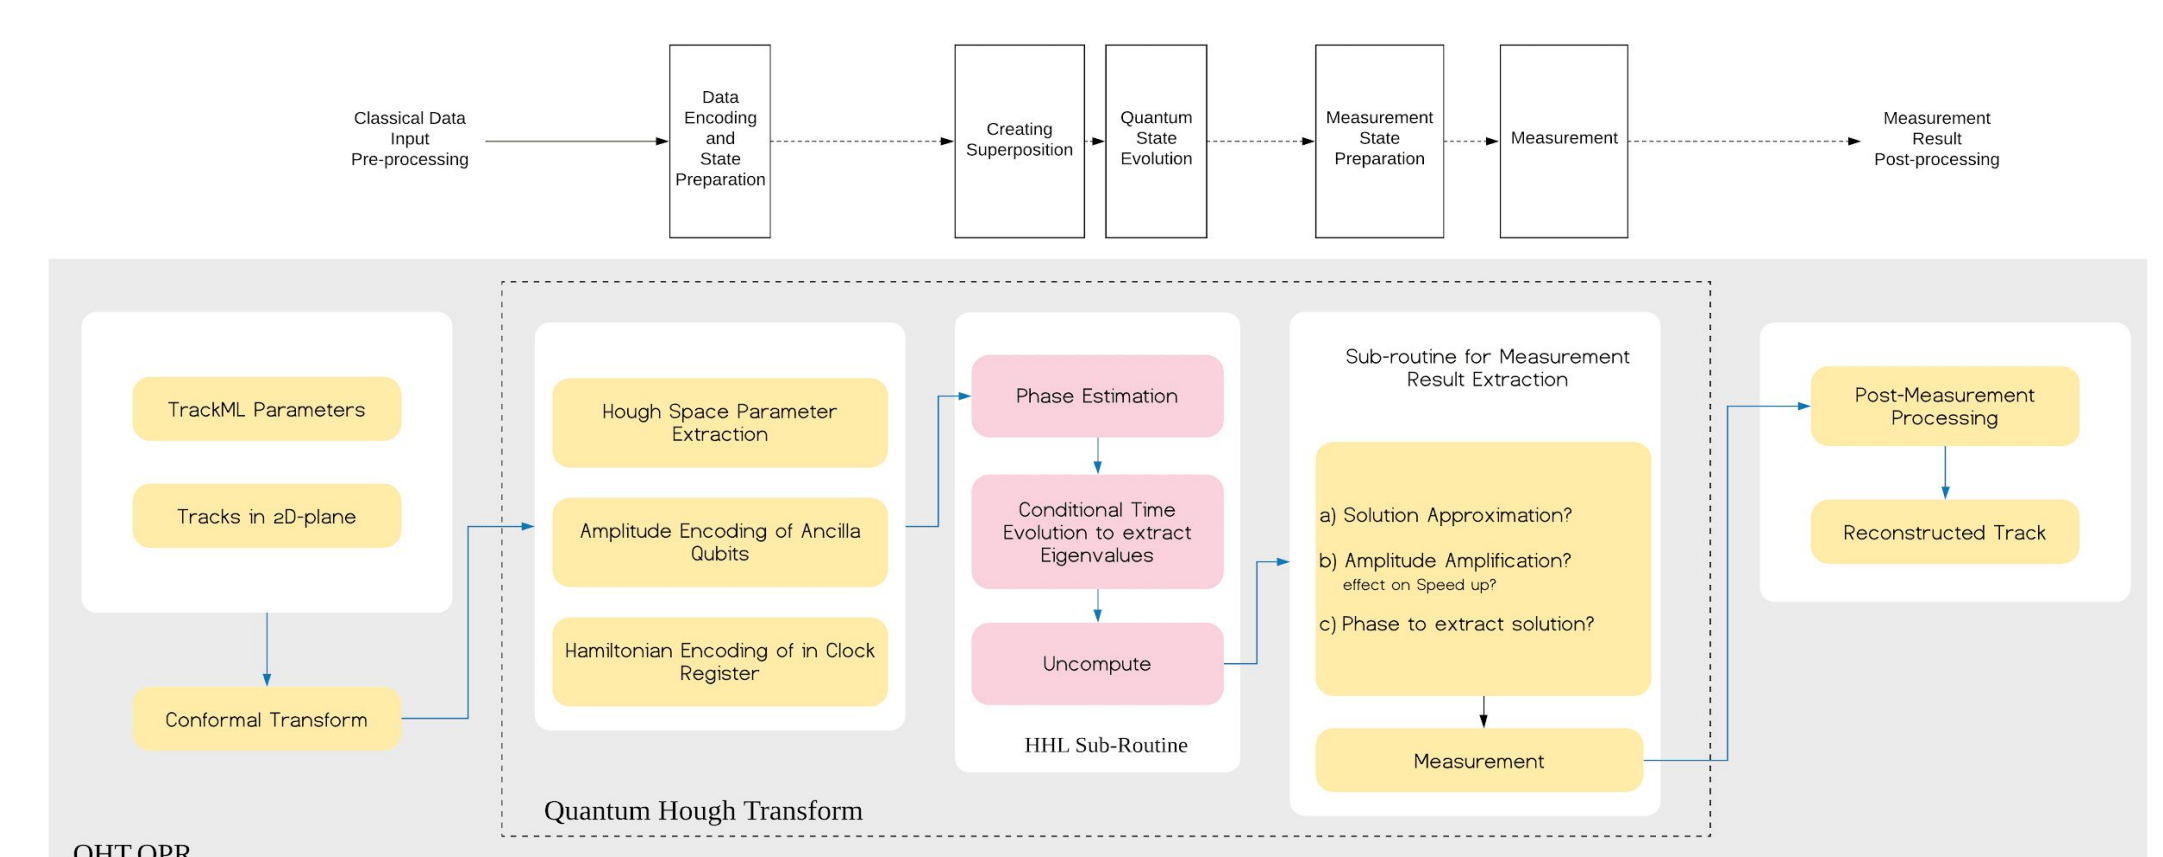 Classical Data
Input
Pre-processing
Data
Encoding
and
State
Preparation
Creating
Superposition
Quantum
State
Evolution
Measurement
State
Preparation
Measurement
Measurement
Result
Post-processing
TrackML Parameters
Tracks in 2D-plane
Conformal Transform
Hough Space Parameter
Extraction
Amplitude Encoding of Ancilla
Qubits
Hamiltonian Encoding of in Clock
Register
Phase Estimation
Conditional Time
Evolution to extract
Eigenvalues
Uncompute
HHL Sub-Routine
Sub-routine for Measurement
Result Extraction
a) Solution Approximation?
b) Amplitude Amplification?
effect on Speed up?
c) Phase to extract solution?
Measurement
Post-Measurement
Processing
Reconstructed Track
Quantum Hough Transform
QHT.QPR